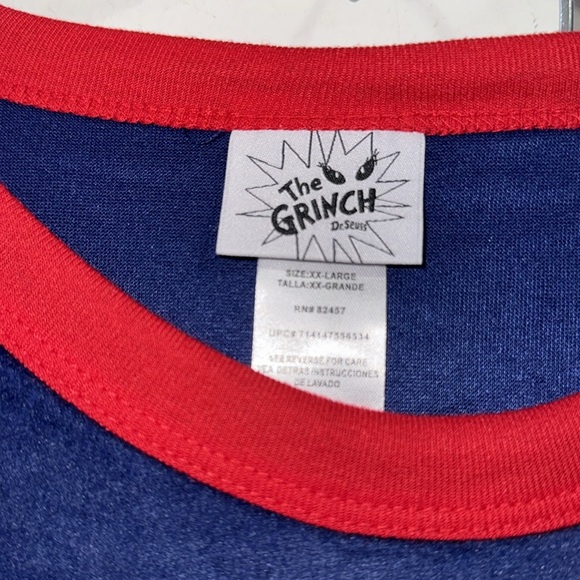 The
GRINCH
Dr. Seuss
SIZE:XX-LARGE
TALLA:XX-GRANDE
RN# 82457
UPC# 714147556534
SEE REVERSE FOR CARE
VEA DETRAS INSTRUCCIONES
DE LAVADO